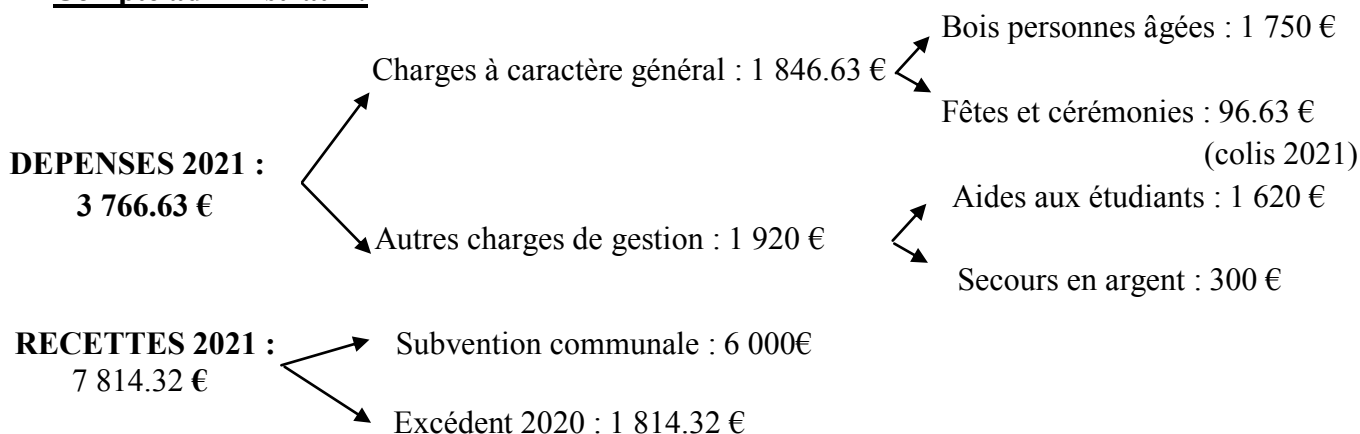 Bois personnes âgées : 1 750 €
Charges à caractère général : 1 846.63 €
Fêtes et cérémonies : 96.63 €
(colis 2021)
DEPENSES 2021 :
3 766.63 €
Aides aux étudiants : 1 620 €
Autres charges de gestion : 1 920 €
Secours en argent : 300 €
RECETTES 2021 :
7 814.32 €
Subvention communale : 6 000€
Excédent 2020 : 1 814.32 €